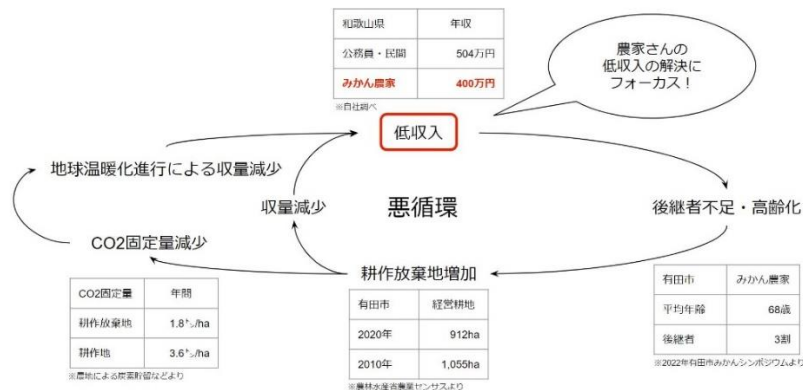 和歌山県 年収
公務員・民間 504万円
みかん農家 400万円
※自社調べ
農家さんの
低収入の解決に
フォーカス！
低収入
地球温暖化進行による収量減少
収量減少
悪循環
後継者不足・高齢化
CO2固定量減少
耕作放棄地増加
CO2固定量 年間
耕作放棄地 1.8㌧/ha
耕作地 3.6㌧/ha
※農地による炭素貯留などより
有田市 経営耕地
2020年 912ha
2010年 1,055ha
※農林水産省農業センサスより
有田市 みかん農家
平均年齢 68歳
後継者 3割
※2022年有田市みかんシンポジウムより